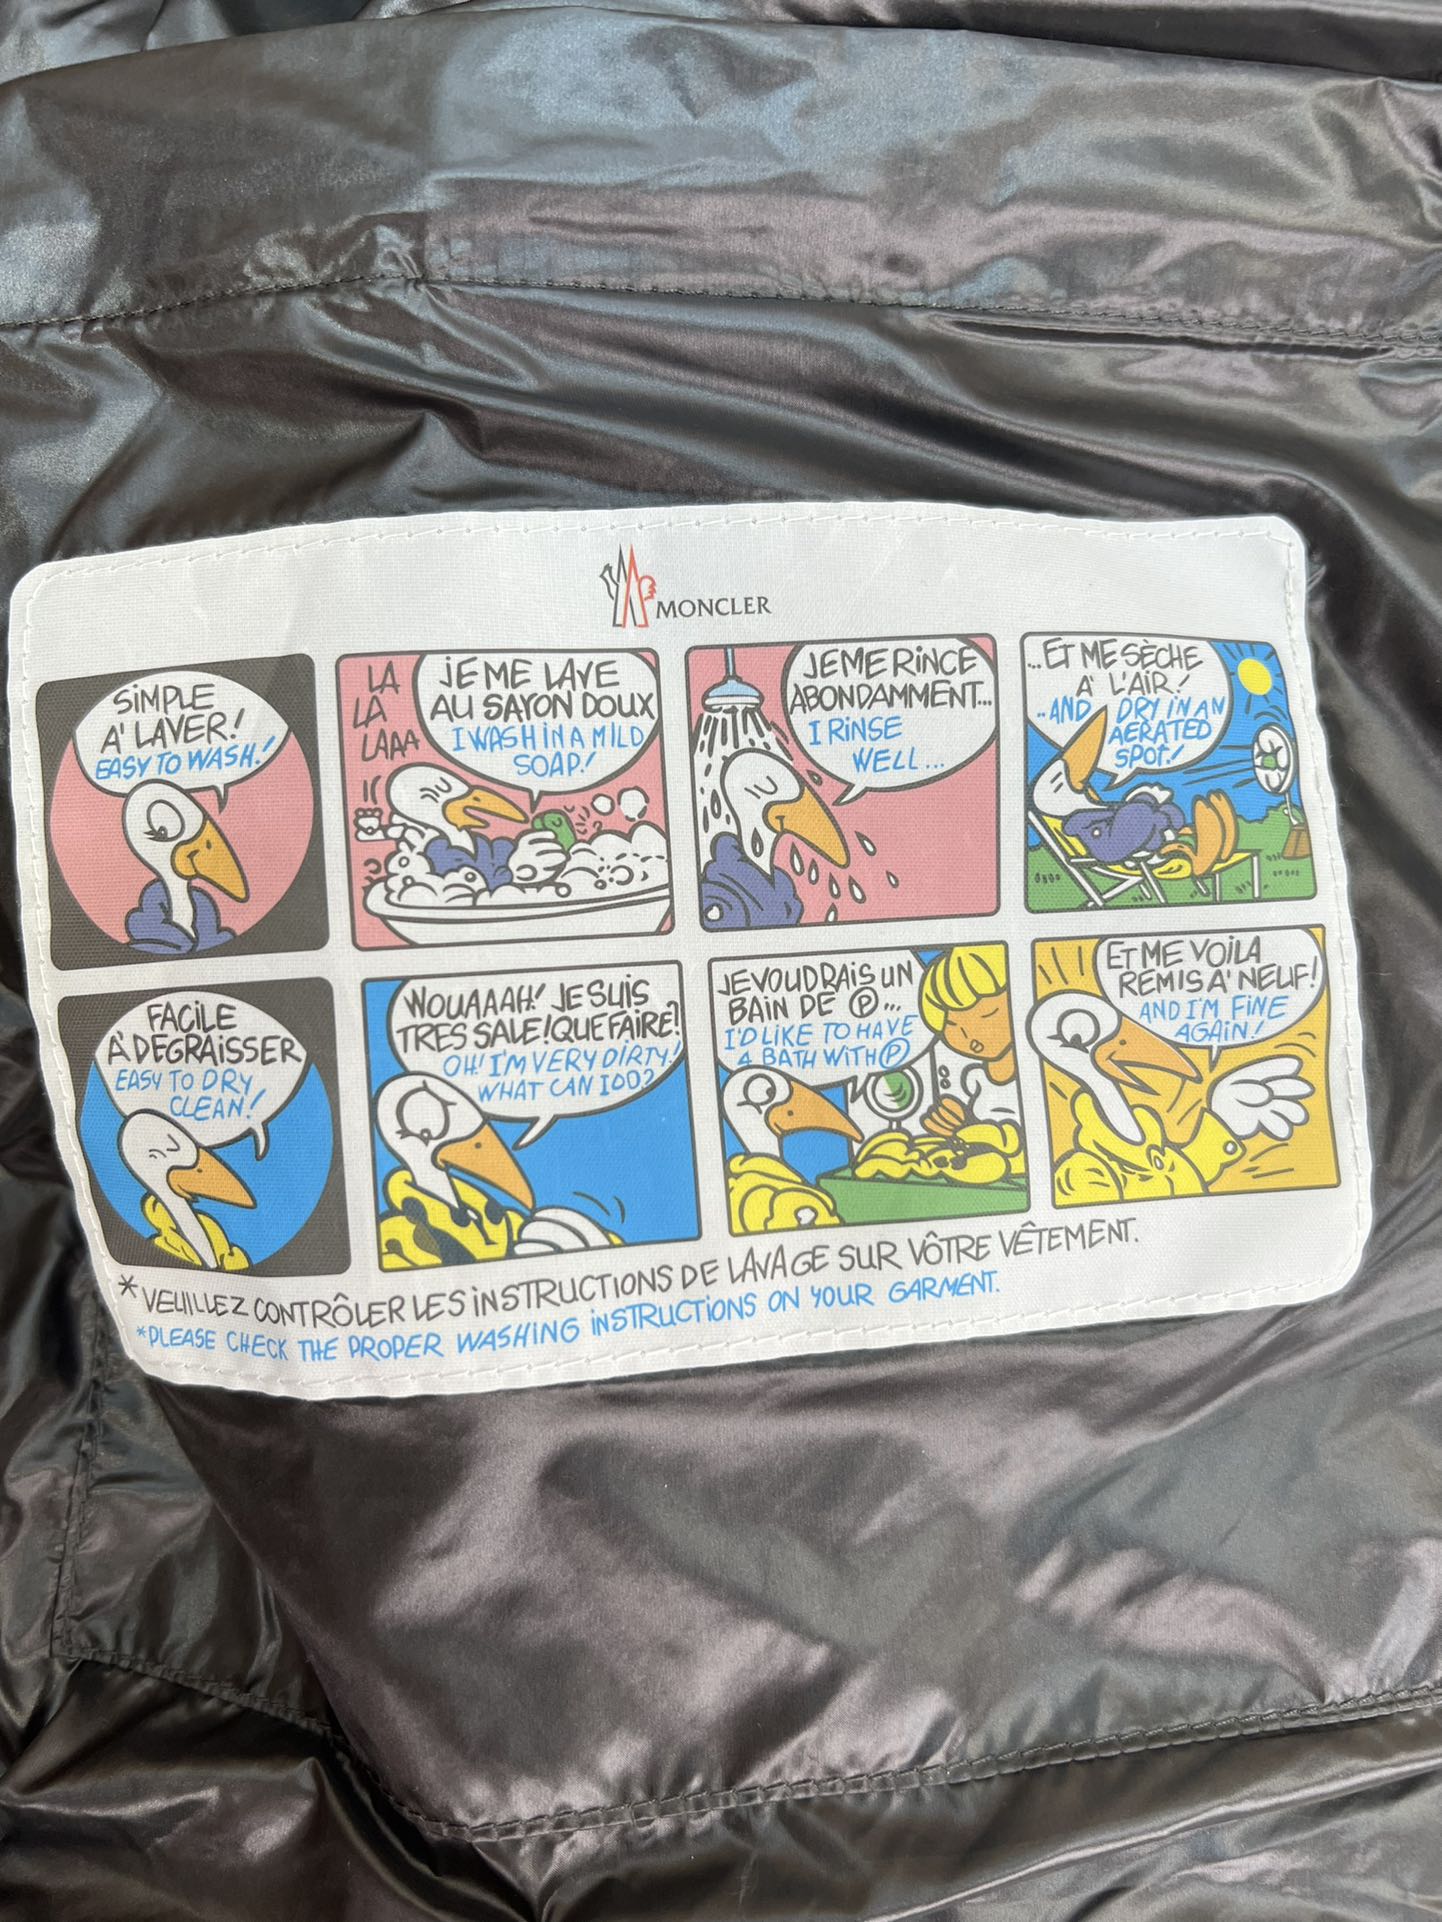 MONCLER
SiMPLE
A' LAVER!
EASY TO WASH!
LA
LA
LAAA
JE ME LAVE
AU SAVON DOUX
I WASH IN A MILD
SOAP!
JE ME RiNCE
ABONDAMMENT...
I RiNSE
WELL...
..ET ME SÈCHE
A' L'AIR!
..AND DRY IN AN
AERATED
SPOT!
FACiLE
À DEGRAiSSER
EASY TO DRY
CLEAN!
WOUAAAH! JE SUiS
TRES SALE! QUE FAIRE?
OH! I'M VERY DiRTY!
WHAT CAN I DO?
JE VOUDRAiS UN
BAiN DE Ⓟ...
I'D LIKE TO HAVE
A BATH WiTH Ⓟ
ET ME VOiLA
REMiS A' NEUF!
AND I'M FiNE
AGAiN!
*VEUILLEZ CONTRÔLER LES iNSTRUCTIONS DE LAVAGE SUR VÔTRE VÊTEMENT.
*PLEASE CHECK THE PROPER WASHiNG iNSTRUCTiONS ON YOUR GARMENT.